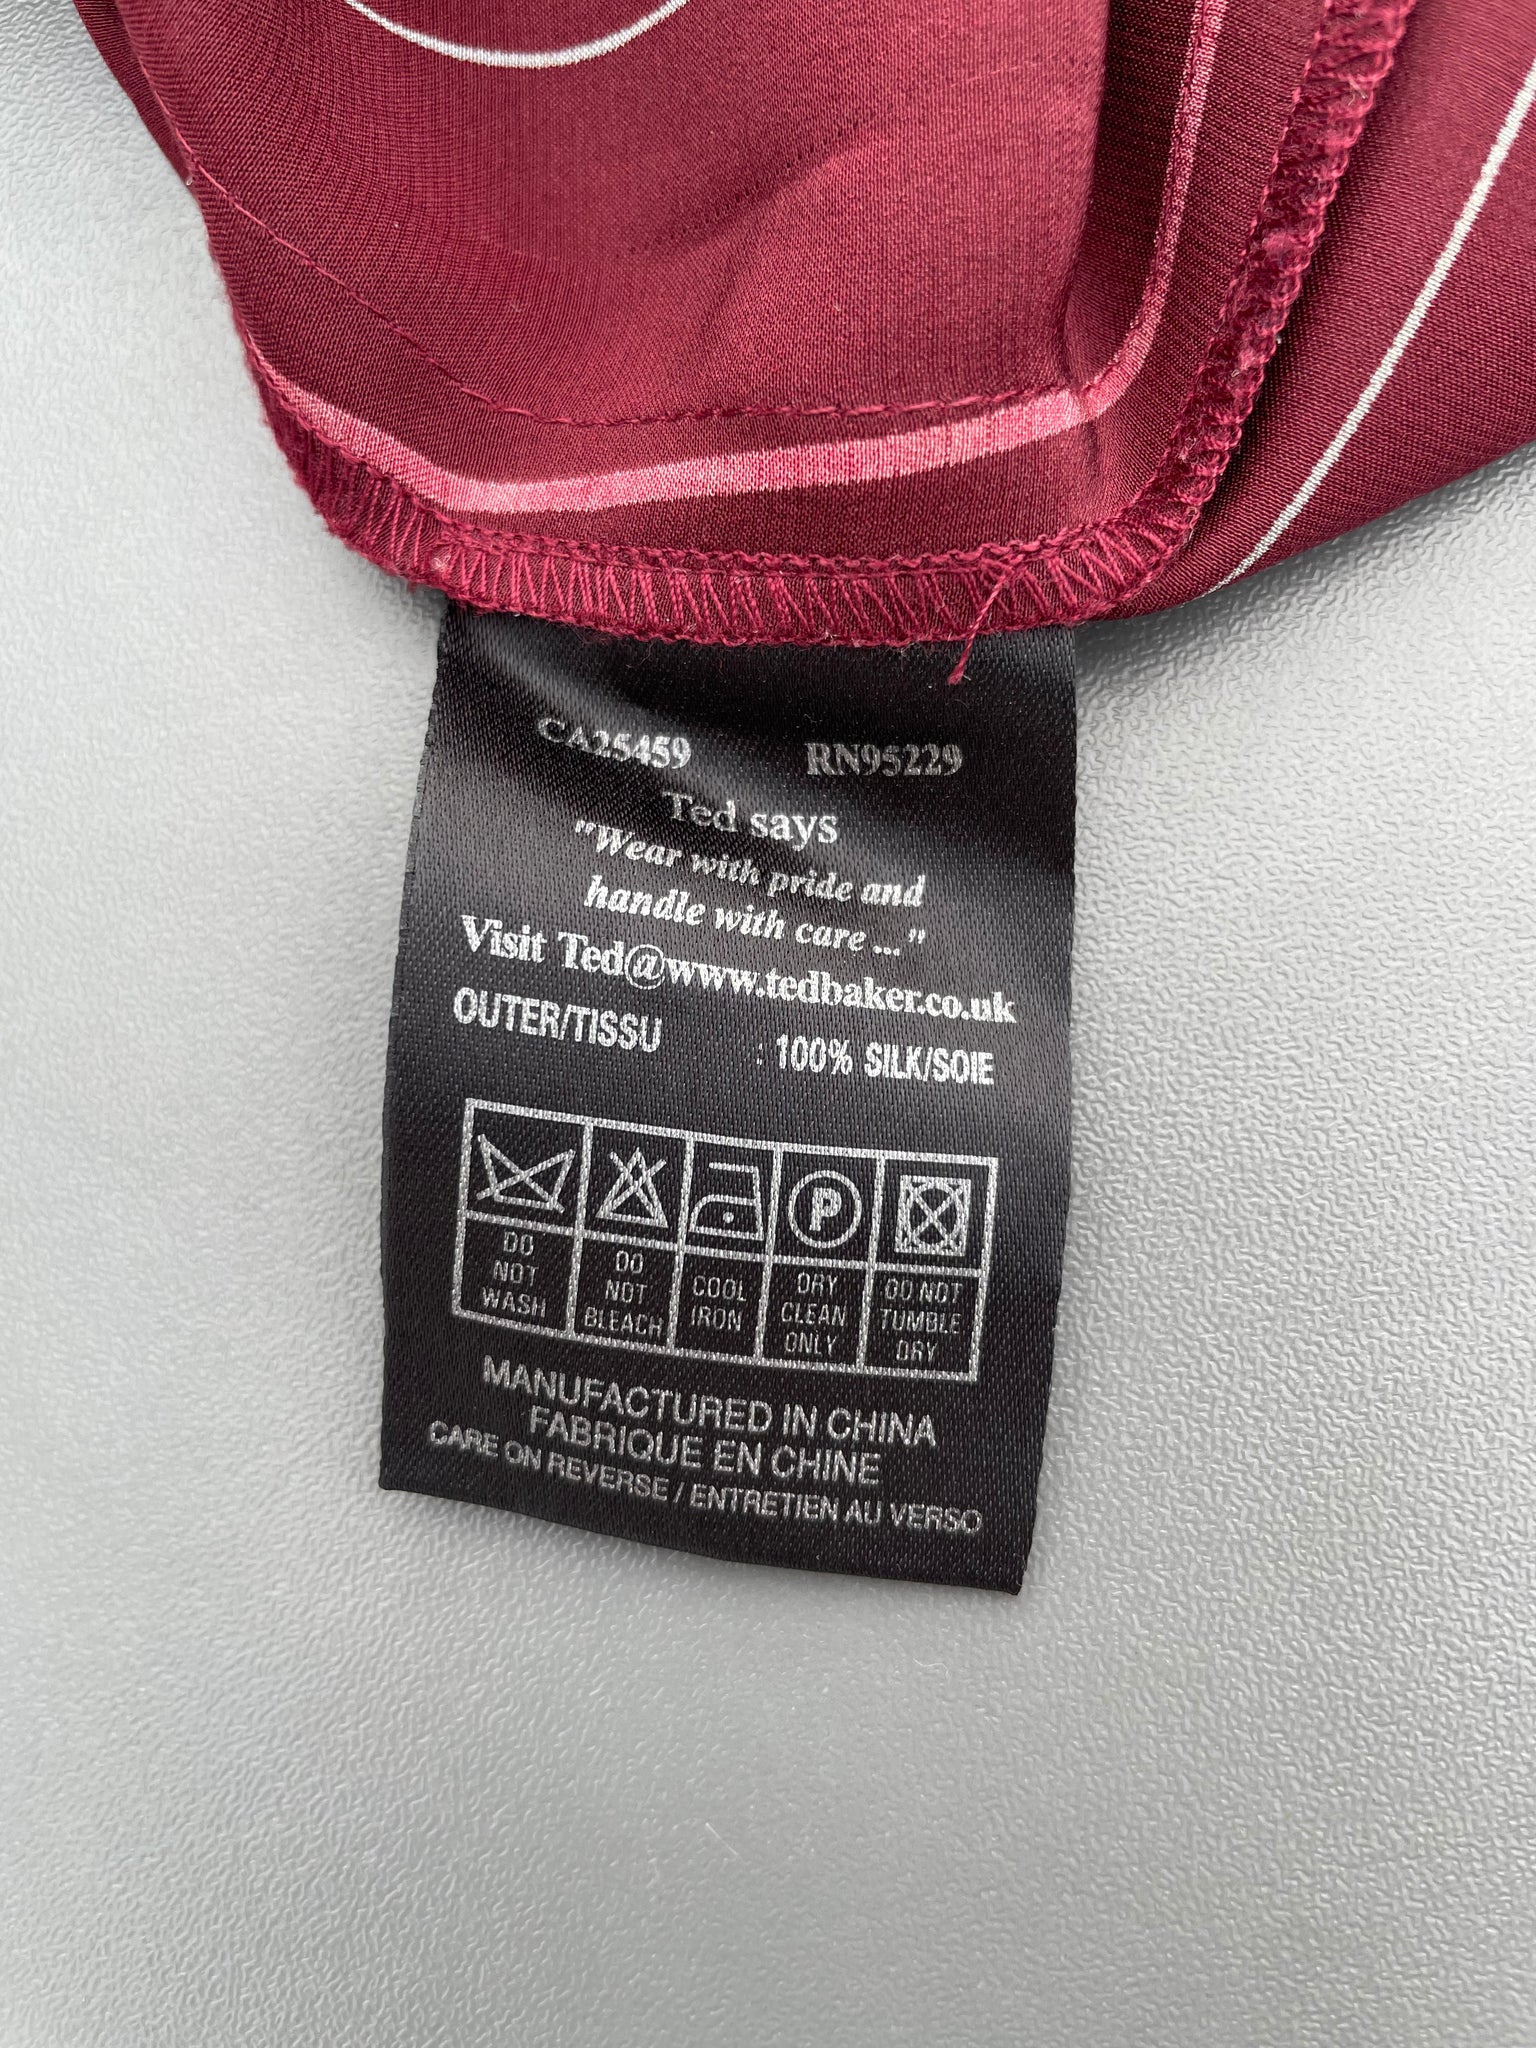 CA25459 RN95229
Ted says
"Wear with pride and
handle with care ..."
Visit Ted@www.tedbaker.co.uk
OUTER/TISSU : 100% SILK/SOIE
P
DO NOT WASH
DO NOT BLEACH
COOL IRON
DRY CLEAN ONLY
DO NOT TUMBLE DRY
MANUFACTURED IN CHINA
FABRIQUE EN CHINE
CARE ON REVERSE / ENTRETIEN AU VERSO